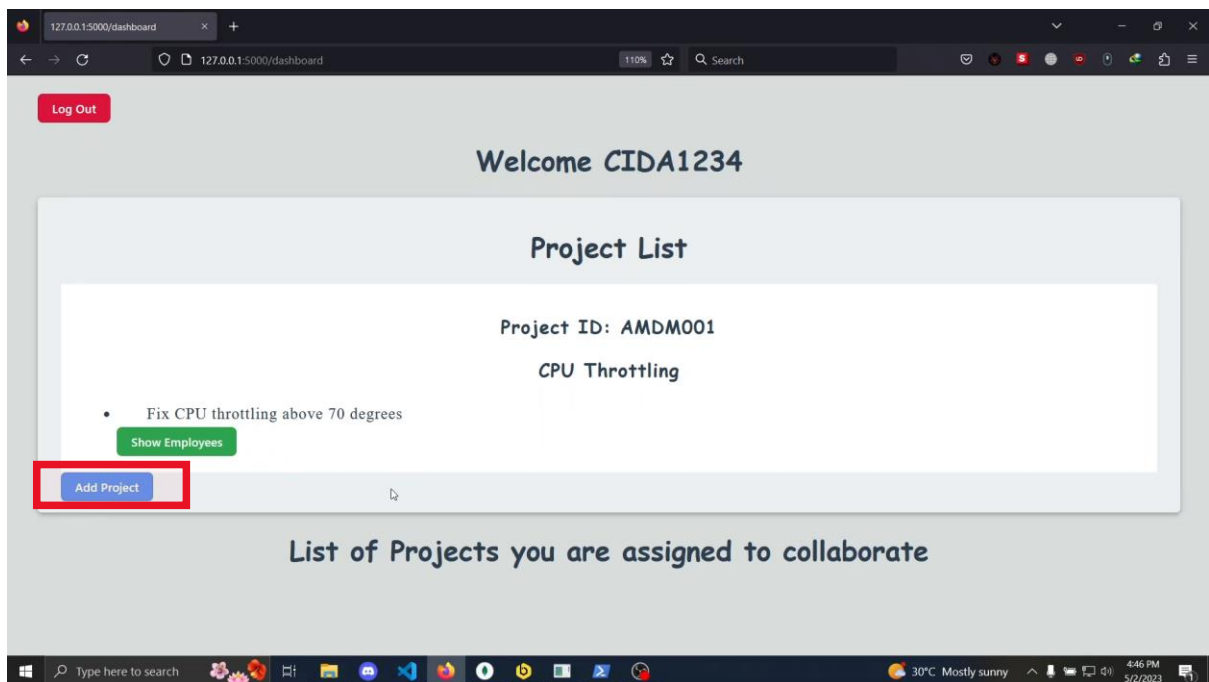 127.0.0.1:5000/dashboard
127.0.0.1:5000/dashboard
110%
Search
Log Out
Welcome CIDA1234
Project List
Project ID: AMDM001
CPU Throttling
Fix CPU throttling above 70 degrees
Show Employees
Add Project
List of Projects you are assigned to collaborate
Type here to search
30°C Mostly sunny
4:46 PM
5/2/2023